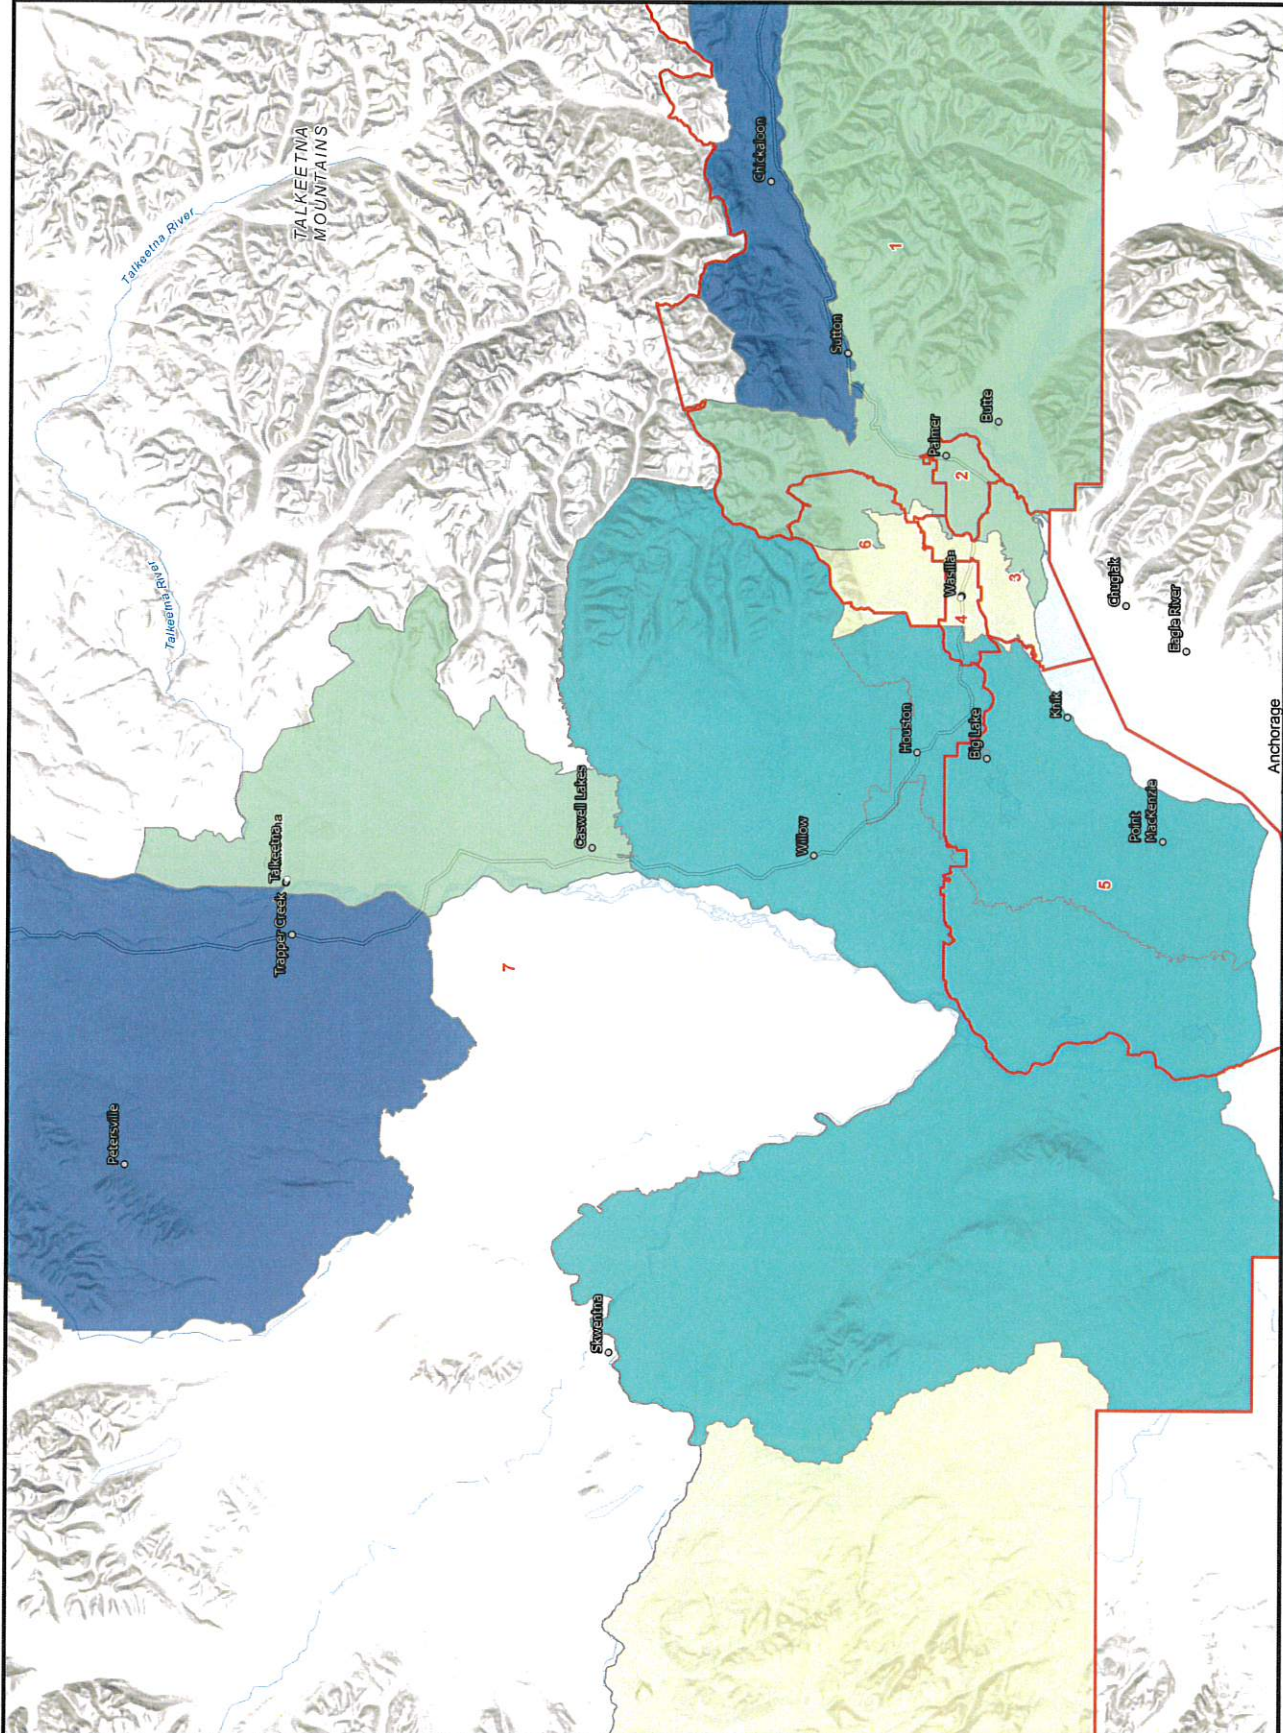 Talkeetna River
TALKEETNA
MOUNTAINS
Talkeetna River
Chickaloon
1
Sutton
Butte
Palmer
2
6
Wasilla
3
4
Chugiak
Eagle River
Knik
Houston
Big Lake
Anchorage
Caswell Lakes
Willow
Point
Mackenzie
5
Talkeetna
Trapper Creek
7
Petersville
Skwentna